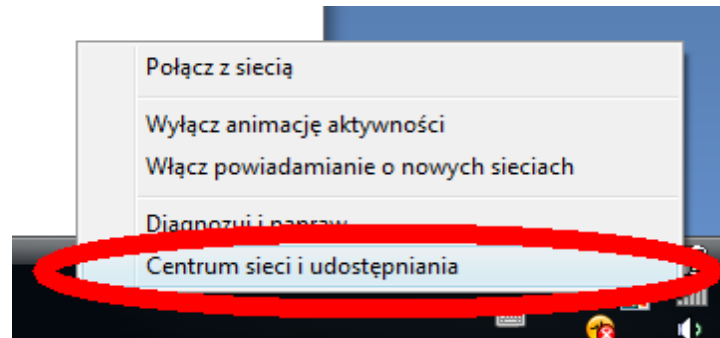 Połącz z siecią
Wyłącz animację aktywności
Włącz powiadamianie o nowych sieciach
Diagnozuj i napraw
Centrum sieci i udostępniania